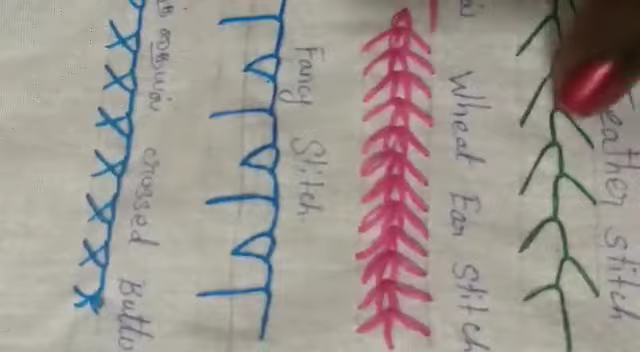 Feather Stitch
Wheat Ear Stitch
Fancy Stitch
crossed Butto